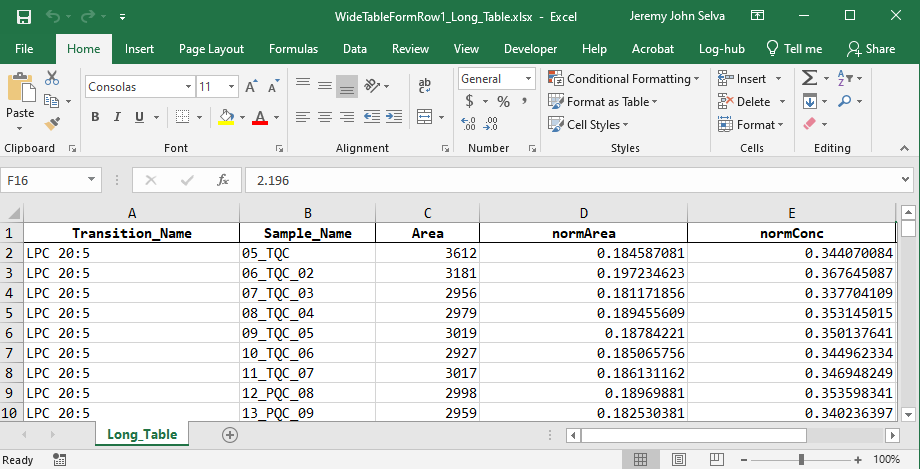 WideTableFormRow1_Long_Table.xlsx - Excel
Jeremy John Selva
File Home Insert Page Layout Formulas Data Review View Developer Help Acrobat Log-hub Tell me Share
Paste
Consolas 11
General
Conditional Formatting
Format as Table
Cell Styles
Insert
Delete
Format
B I U
A A
ab
$ % ,
Clipboard Font Alignment Number Styles Cells Editing
F16 fx 2.196
A B C D E
1 Transition_Name Sample_Name Area normArea normConc
2 LPC 20:5 05_TQC 3612 0.184587081 0.344070084
3 LPC 20:5 06_TQC_02 3181 0.197234623 0.367645087
4 LPC 20:5 07_TQC_03 2956 0.181171856 0.337704109
5 LPC 20:5 08_TQC_04 2979 0.189455609 0.353145015
6 LPC 20:5 09_TQC_05 3019 0.18784221 0.350137641
7 LPC 20:5 10_TQC_06 2927 0.185065756 0.344962334
8 LPC 20:5 11_TQC_07 3017 0.186131162 0.346948249
9 LPC 20:5 12_PQC_08 2998 0.18969881 0.353598341
10 LPC 20:5 13_PQC_09 2959 0.182530381 0.340236397
Long_Table
Ready 100%